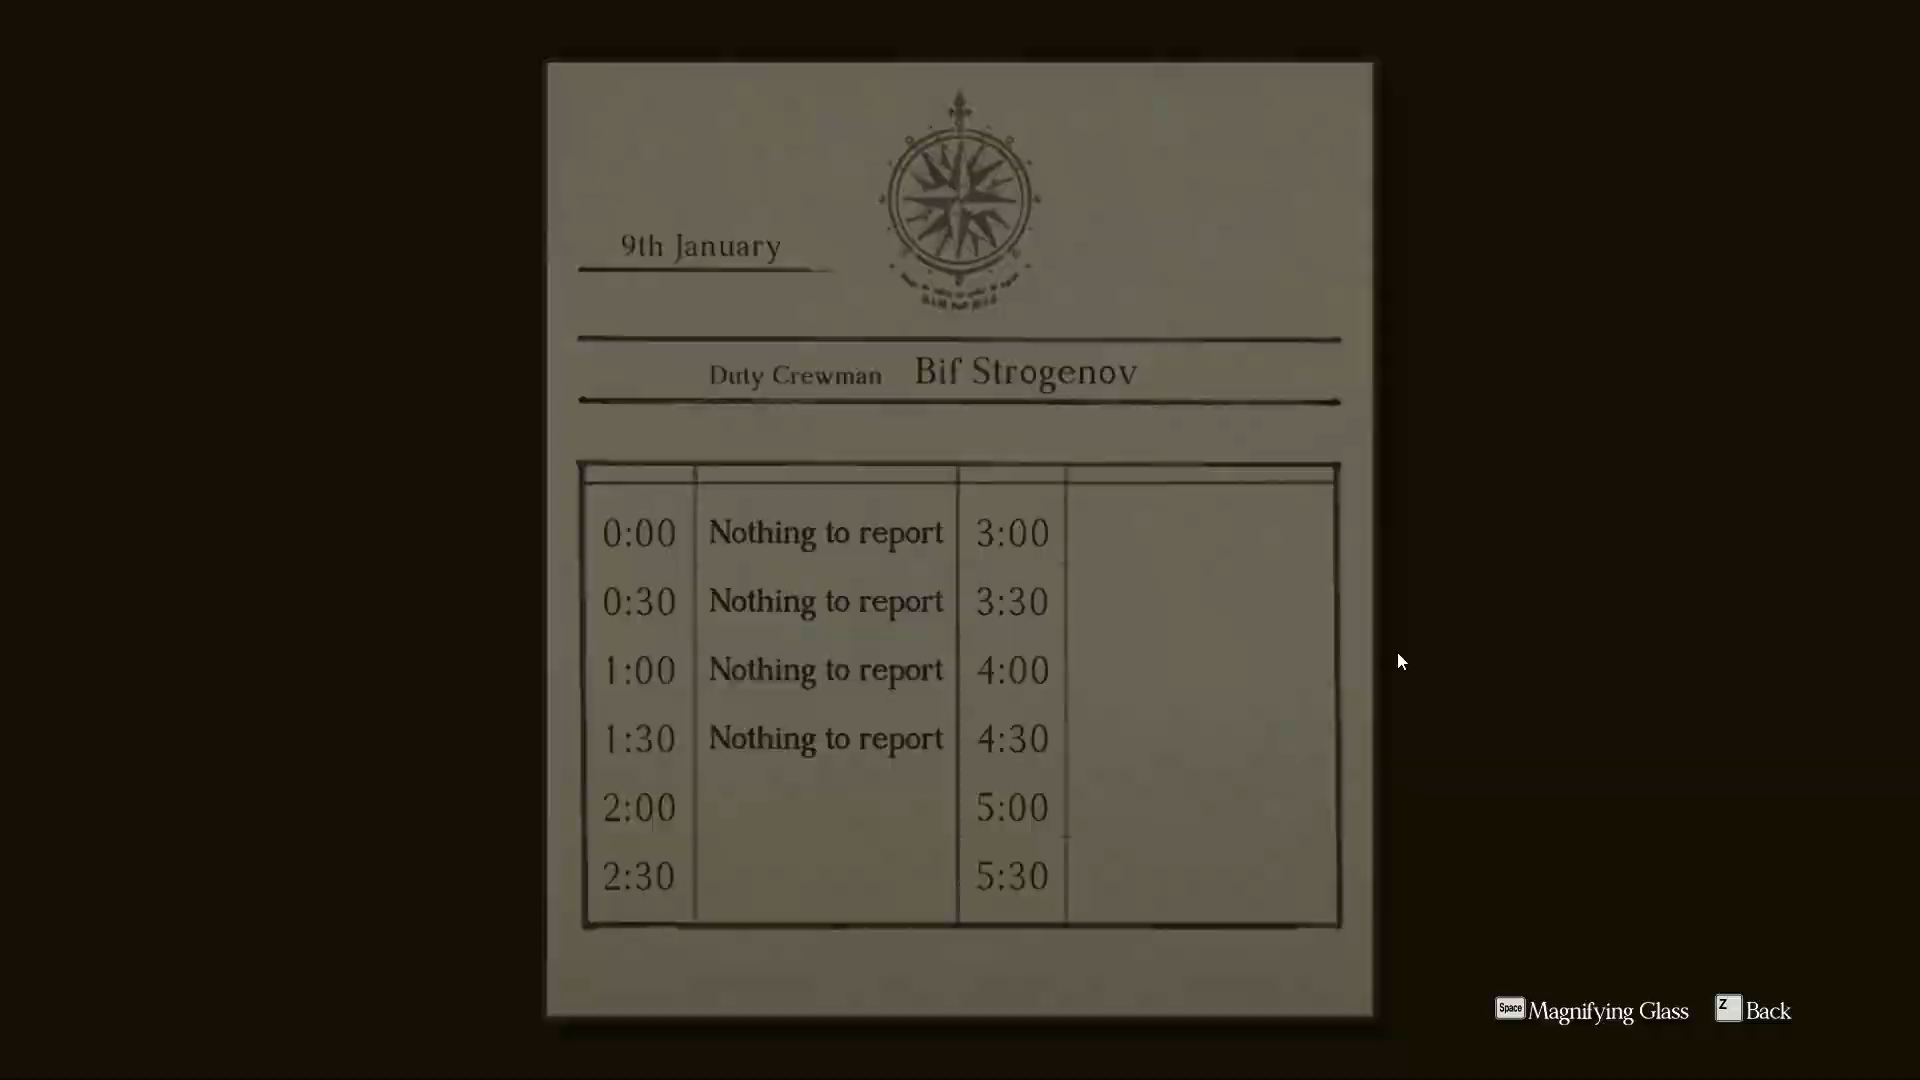 9th January
Duty Crewman Bif Strogenov
0:00 Nothing to report 3:00
0:30 Nothing to report 3:30
1:00 Nothing to report 4:00
1:30 Nothing to report 4:30
2:00 5:00
2:30 5:30
Space Magnifying Glass Z Back